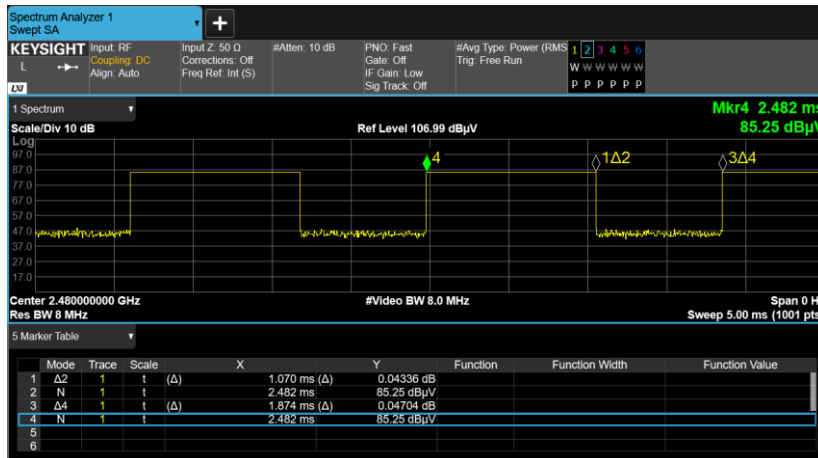 Spectrum Analyzer 1
Swept SA
+
KEYSIGHT Input: RF Input Z: 50 Ω #Atten: 10 dB PNO: Fast #Avg Type: Power (RMS 1 2 3 4 5 6
L Coupling: DC Corrections: Off Gate: Off Trig: Free Run
Align: Auto Freq Ref: Int (S) IF Gain: Low W W W W W W
Sig Track: Off P P P P P P
LXI
1 Spectrum Mkr4 2.482 ms
Scale/Div 10 dB Ref Level 106.99 dBµV 85.25 dBµV
Log
97.0
4 1Δ2 3Δ4
87.0
77.0
67.0
57.0
47.0
37.0
27.0
17.0
Center 2.480000000 GHz #Video BW 8.0 MHz Span 0 H
Res BW 8 MHz Sweep 5.00 ms (1001 pts
5 Marker Table
Mode Trace Scale X Y Function Function Width Function Value
1 Δ2 1 t (Δ) 1.070 ms (Δ) 0.04336 dB
2 N 1 t 2.482 ms 85.25 dBµV
3 Δ4 1 t (Δ) 1.874 ms (Δ) 0.04704 dB
4 N 1 t 2.482 ms 85.25 dBµV
5
6